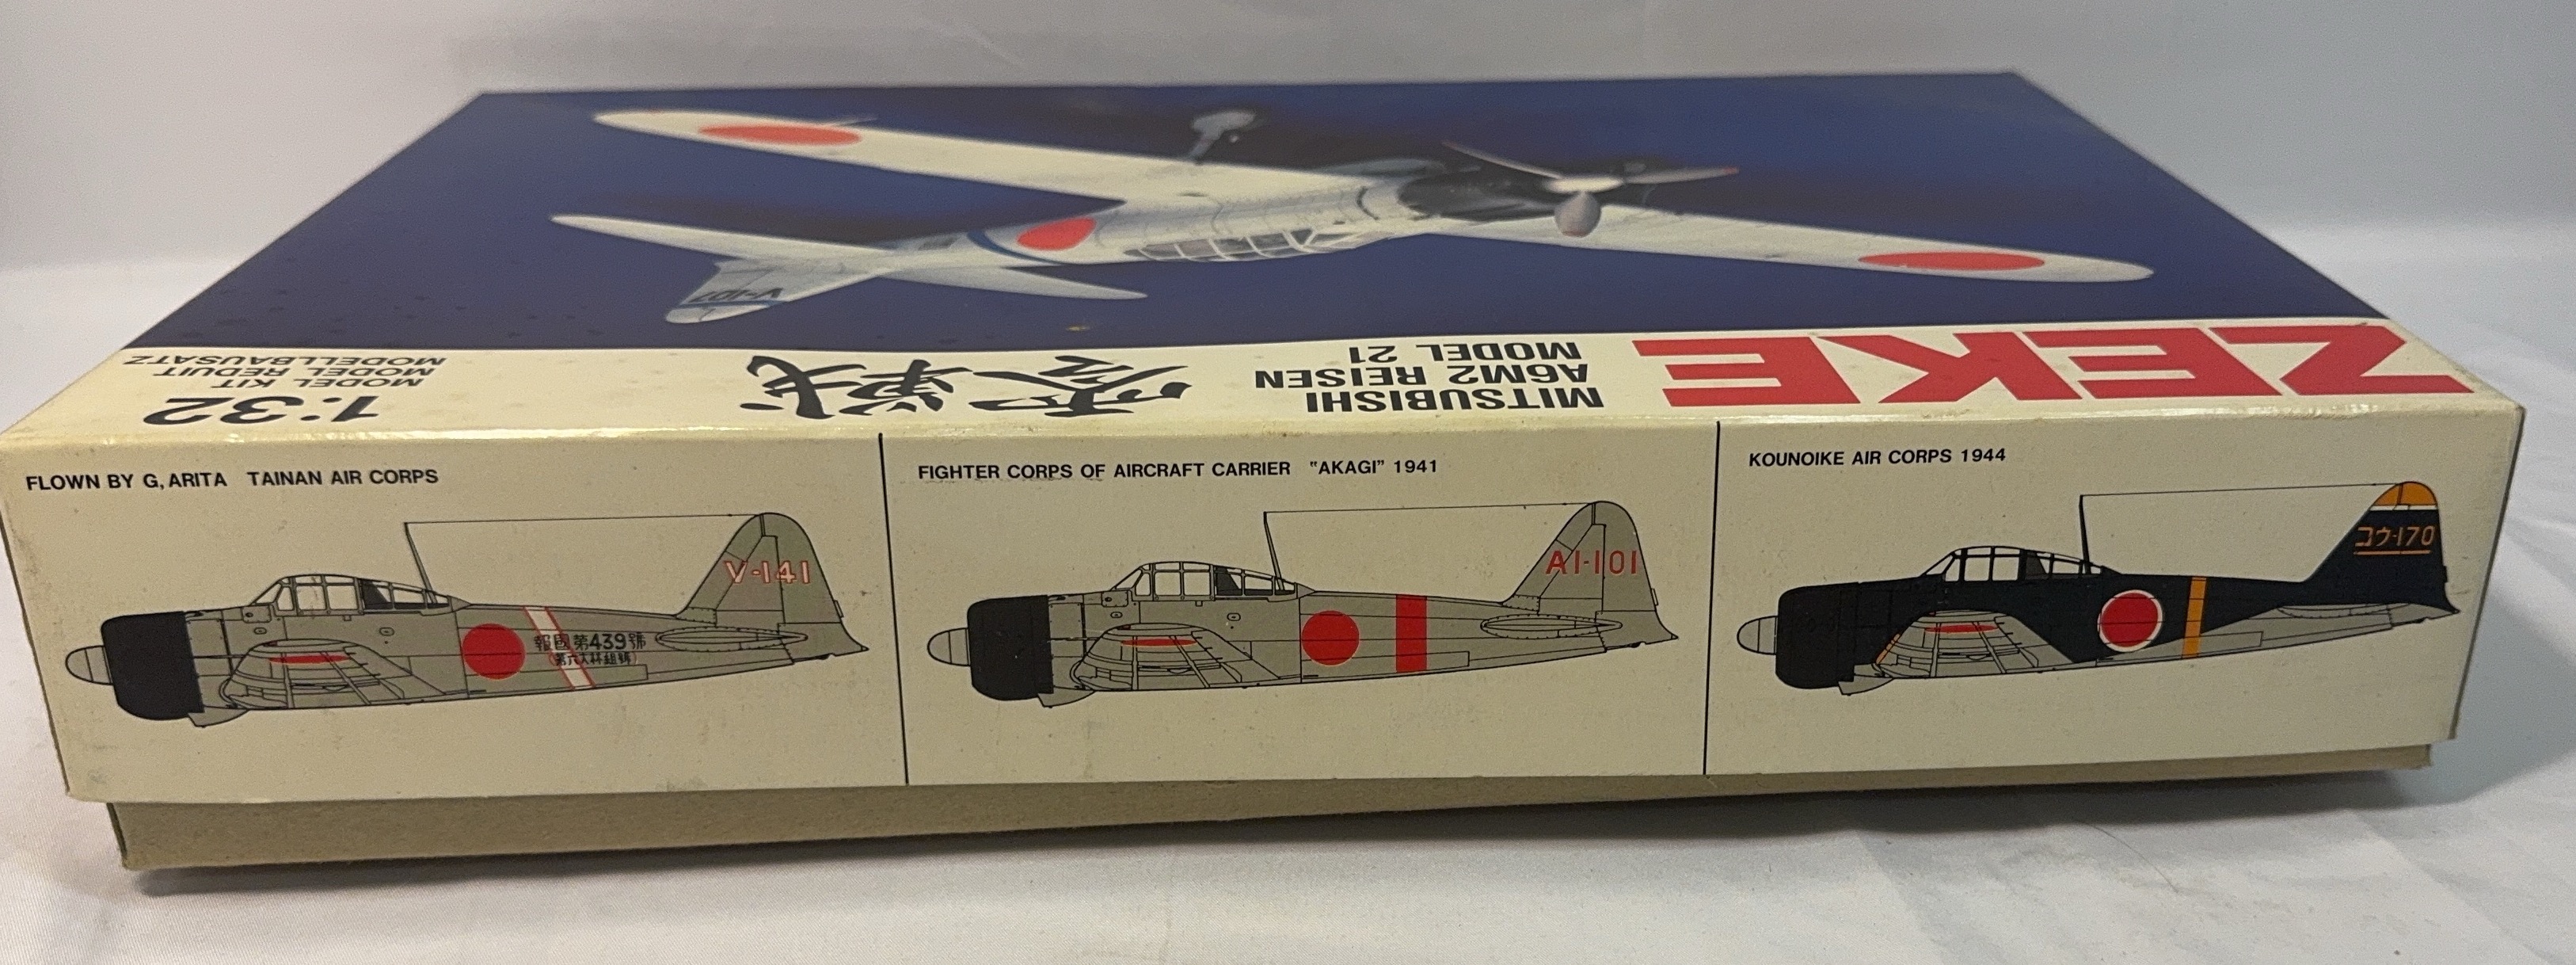 ZEKE
MITSUBISHI
A6M2 REISEN
MODEL 21
零戦
1:32
MODEL KIT
MODEL REDUIT
MODELLBAUSATZ
V-107
FLOWN BY G, ARITA TAINAN AIR CORPS
V-141
報國第439號
FIGHTER CORPS OF AIRCRAFT CARRIER "AKAGI" 1941
AI-101
KOUNOIKE AIR CORPS 1944
コウ-170